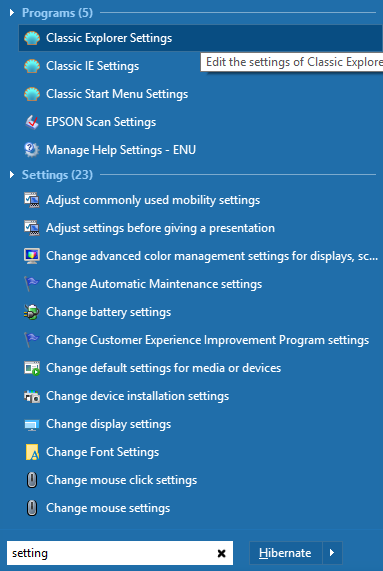 Programs (5)
Classic Explorer Settings
Edit the settings of Classic Explore
Classic IE Settings
Classic Start Menu Settings
EPSON Scan Settings
Manage Help Settings - ENU
Settings (23)
Adjust commonly used mobility settings
Adjust settings before giving a presentation
Change advanced color management settings for displays, sc...
Change Automatic Maintenance settings
Change battery settings
Change Customer Experience Improvement Program settings
Change default settings for media or devices
Change device installation settings
Change display settings
Change Font Settings
Change mouse click settings
Change mouse settings
setting
Hibernate